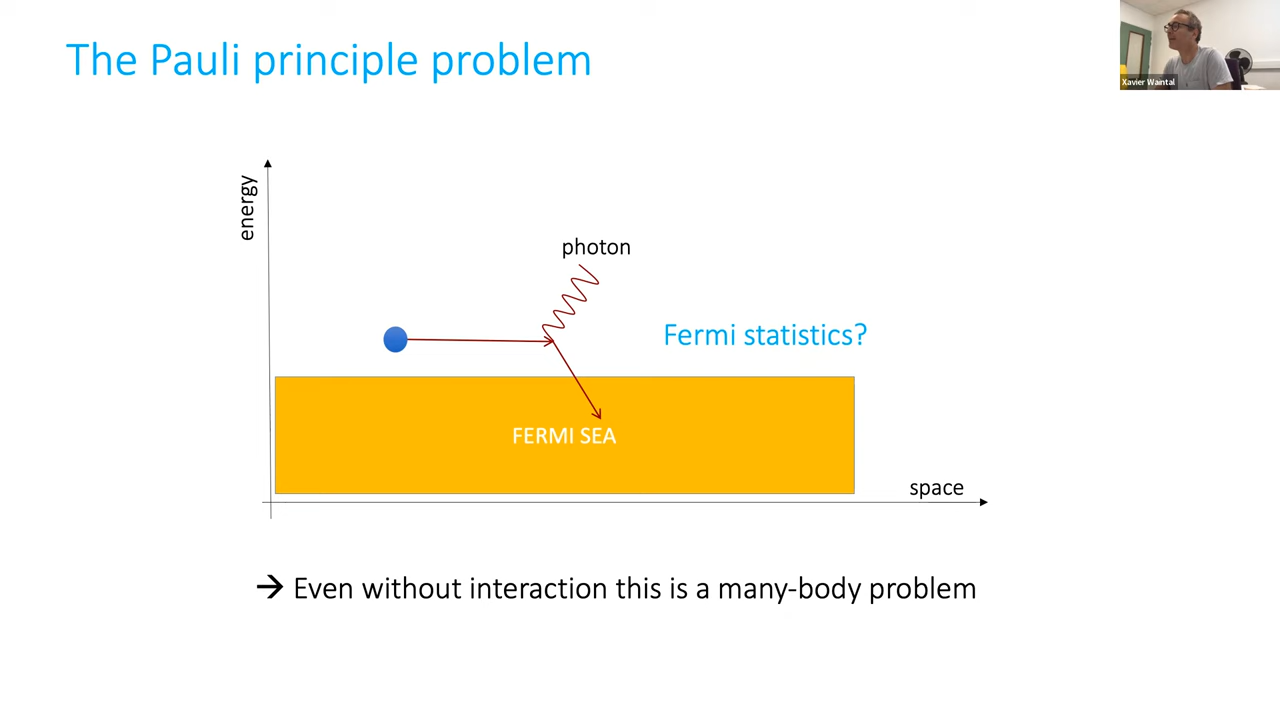 The Pauli principle problem
Xavier Waintal
energy
photon
Fermi statistics?
FERMI SEA
space
→ Even without interaction this is a many-body problem